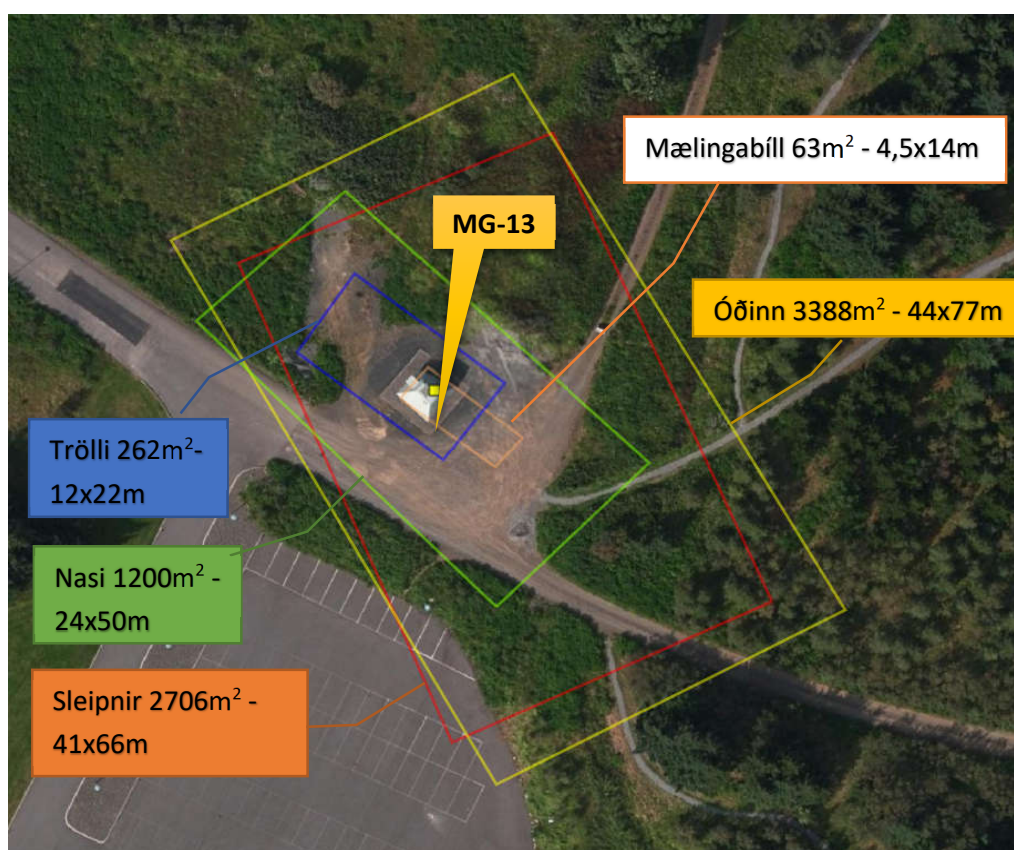 Mælingabíll 63m² - 4,5x14m
MG-13
Óðinn 3388m² - 44x77m
Trölli 262m²-
12x22m
Nasi 1200m² -
24x50m
Sleipnir 2706m² -
41x66m